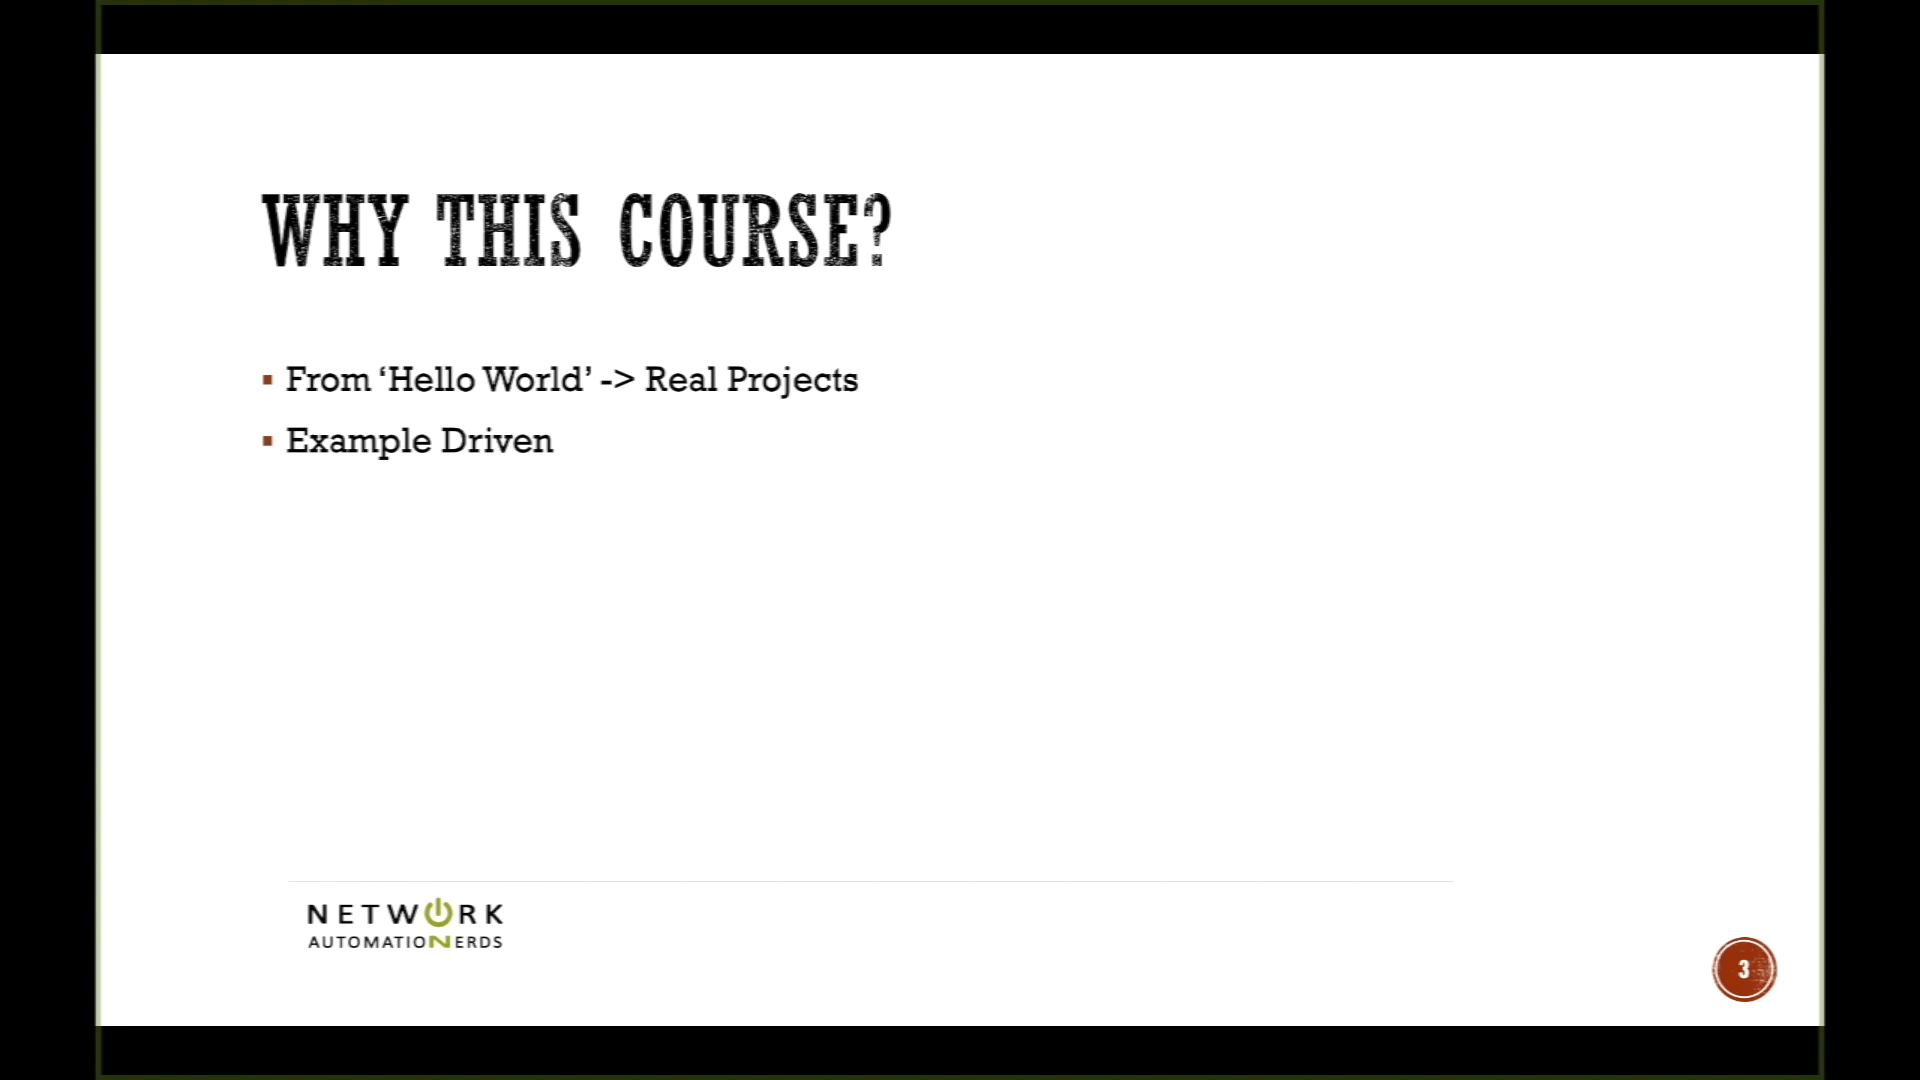 WHY THIS COURSE?
From ‘Hello World’ -> Real Projects
Example Driven
NETWORK
AUTOMATIONERDS
3